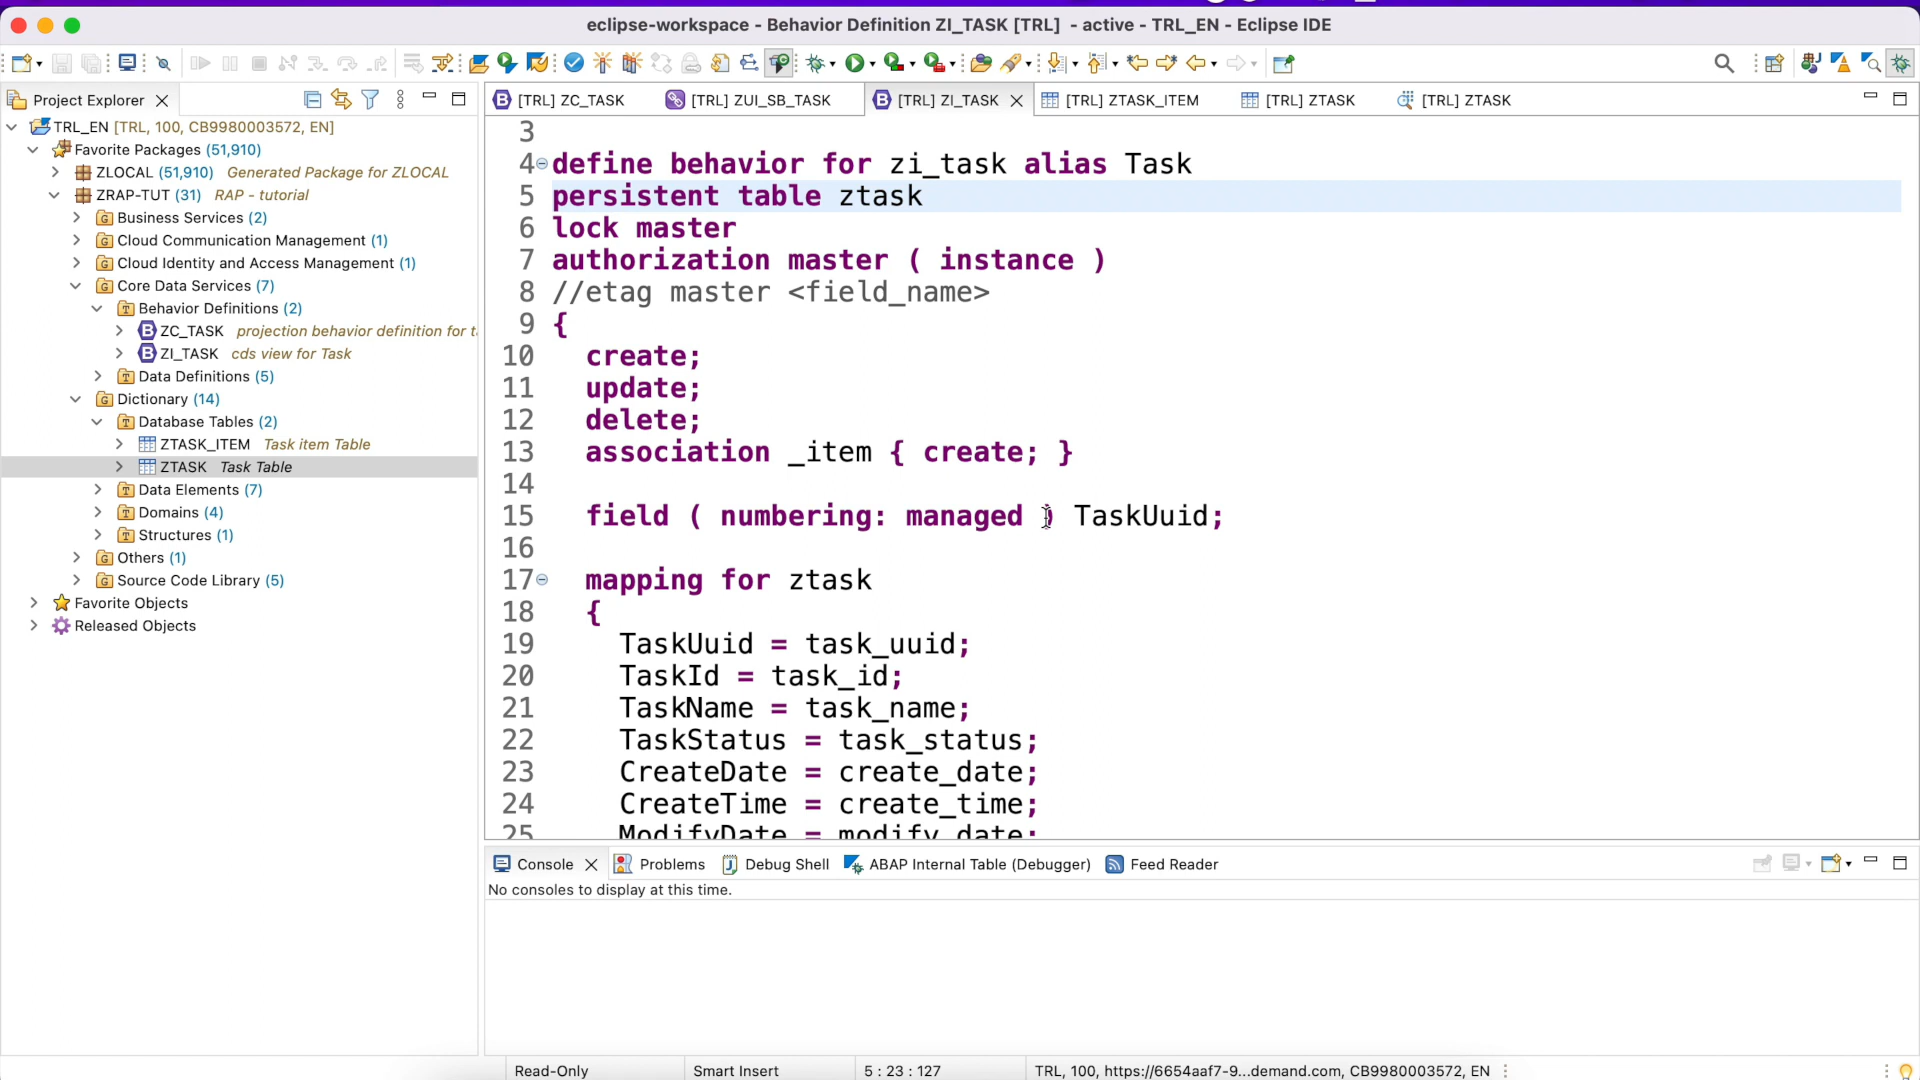 eclipse-workspace - Behavior Definition ZI_TASK [TRL] - active - TRL_EN - Eclipse IDE
Project Explorer
[TRL] ZC_TASK
[TRL] ZUI_SB_TASK
[TRL] ZI_TASK
[TRL] ZTASK_ITEM
[TRL] ZTASK
[TRL] ZTASK
TRL_EN [TRL, 100, CB9980003572, EN]
Favorite Packages (51,910)
ZLOCAL (51,910) Generated Package for ZLOCAL
ZRAP-TUT (31) RAP - tutorial
Business Services (2)
Cloud Communication Management (1)
Cloud Identity and Access Management (1)
Core Data Services (7)
Behavior Definitions (2)
ZC_TASK projection behavior definition for t
ZI_TASK cds view for Task
Data Definitions (5)
Dictionary (14)
Database Tables (2)
ZTASK_ITEM Task item Table
ZTASK Task Table
Data Elements (7)
Domains (4)
Structures (1)
Others (1)
Source Code Library (5)
Favorite Objects
Released Objects
3
4 define behavior for zi_task alias Task
5 persistent table ztask
6 lock master
7 authorization master ( instance )
8 //etag master <field_name>
9 {
10 create;
11 update;
12 delete;
13 association _item { create; }
14
15 field ( numbering: managed ) TaskUuid;
16
17 mapping for ztask
18 {
19 TaskUuid = task_uuid;
20 TaskId = task_id;
21 TaskName = task_name;
22 TaskStatus = task_status;
23 CreateDate = create_date;
24 CreateTime = create_time;
25 ModifyDate = modify_date;
Console
Problems
Debug Shell
ABAP Internal Table (Debugger)
Feed Reader
No consoles to display at this time.
Read-Only
Smart Insert
5 : 23 : 127
TRL, 100, https://6654aaf7-9...demand.com, CB9980003572, EN